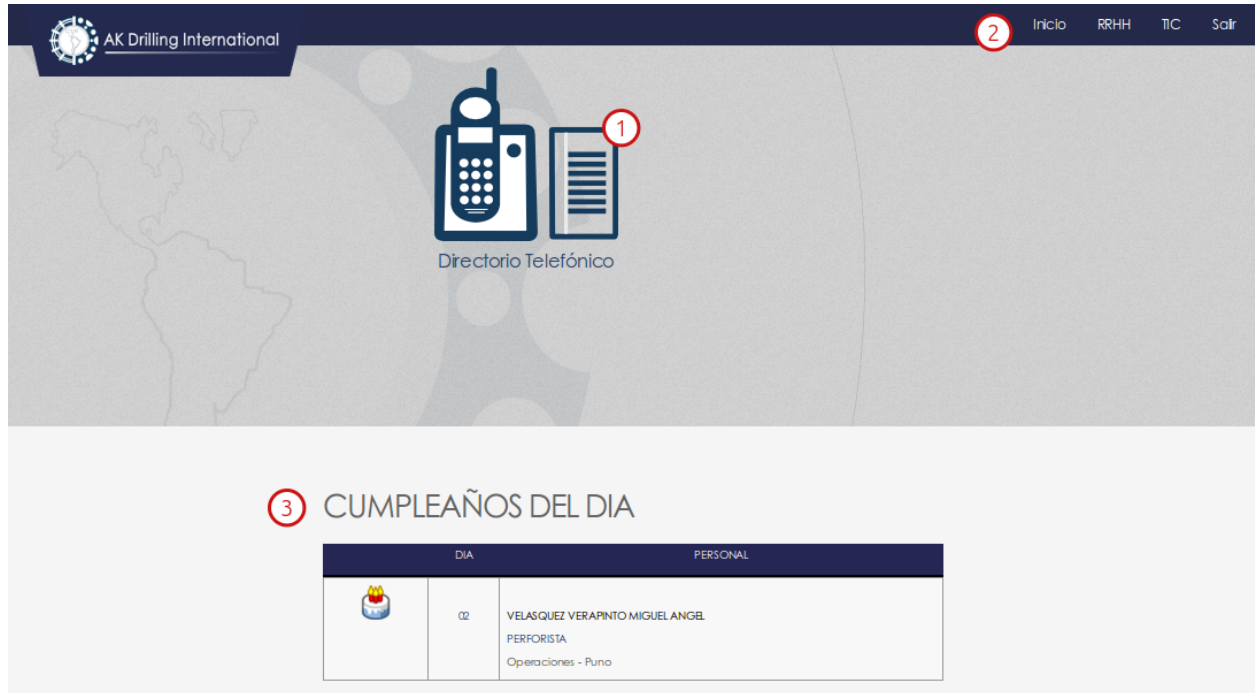 AK Drilling International
2 Inicio RRHH TIC Salir
1
Directorio Telefónico
3 CUMPLEAÑOS DEL DIA
DIA PERSONAL
02 VELASQUEZ VERAPINTO MIGUEL ANGEL
PERFORISTA
Operaciones - Puno